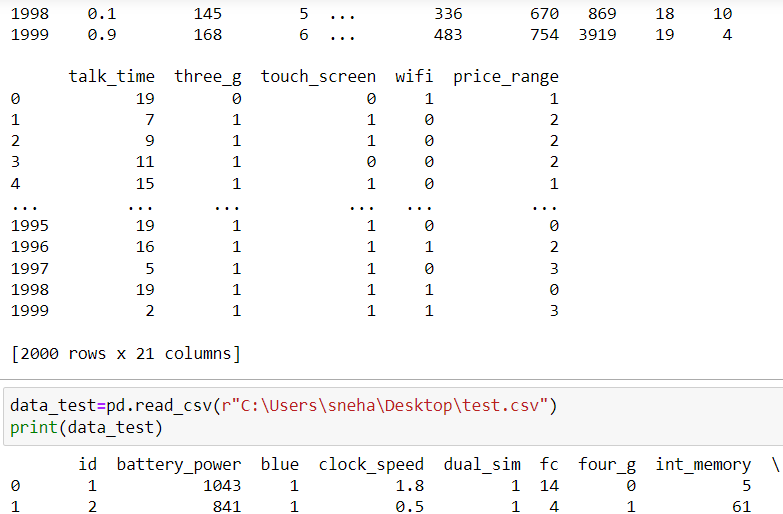 1998 0.1 145 5 ... 336 670 869 18 10
1999 0.9 168 6 ... 483 754 3919 19 4
talk_time three_g touch_screen wifi price_range
0 19 0 0 1 1
1 7 1 1 0 2
2 9 1 1 0 2
3 11 1 0 0 2
4 15 1 1 0 1
... ... ... ... ... ...
1995 19 1 1 0 0
1996 16 1 1 1 2
1997 5 1 1 0 3
1998 19 1 1 1 0
1999 2 1 1 1 3
[2000 rows x 21 columns]
data_test=pd.read_csv(r"C:\Users\sneha\Desktop\test.csv")
print(data_test)
id battery_power blue clock_speed dual_sim fc four_g int_memory \
0 1 1043 1 1.8 1 14 0 5
1 2 841 1 0.5 1 4 1 61